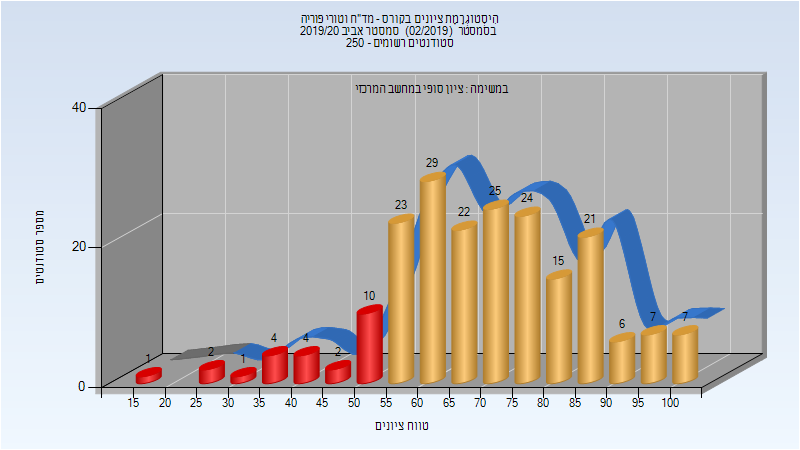 היסטוגרמת ציונים בקורס - מד"ח וטורי פוריה
בסמסטר (02/2019) סמסטר אביב 2019/20
סטודנטים רשומים - 250
במשימה : ציון סופי במחשב המרכזי
מספר סטודנטים
40
20
0
1
2
1
4
4
2
10
23
29
22
25
24
15
21
6
7
7
15 20 25 30 35 40 45 50 55 60 65 70 75 80 85 90 95 100
טווח ציונים